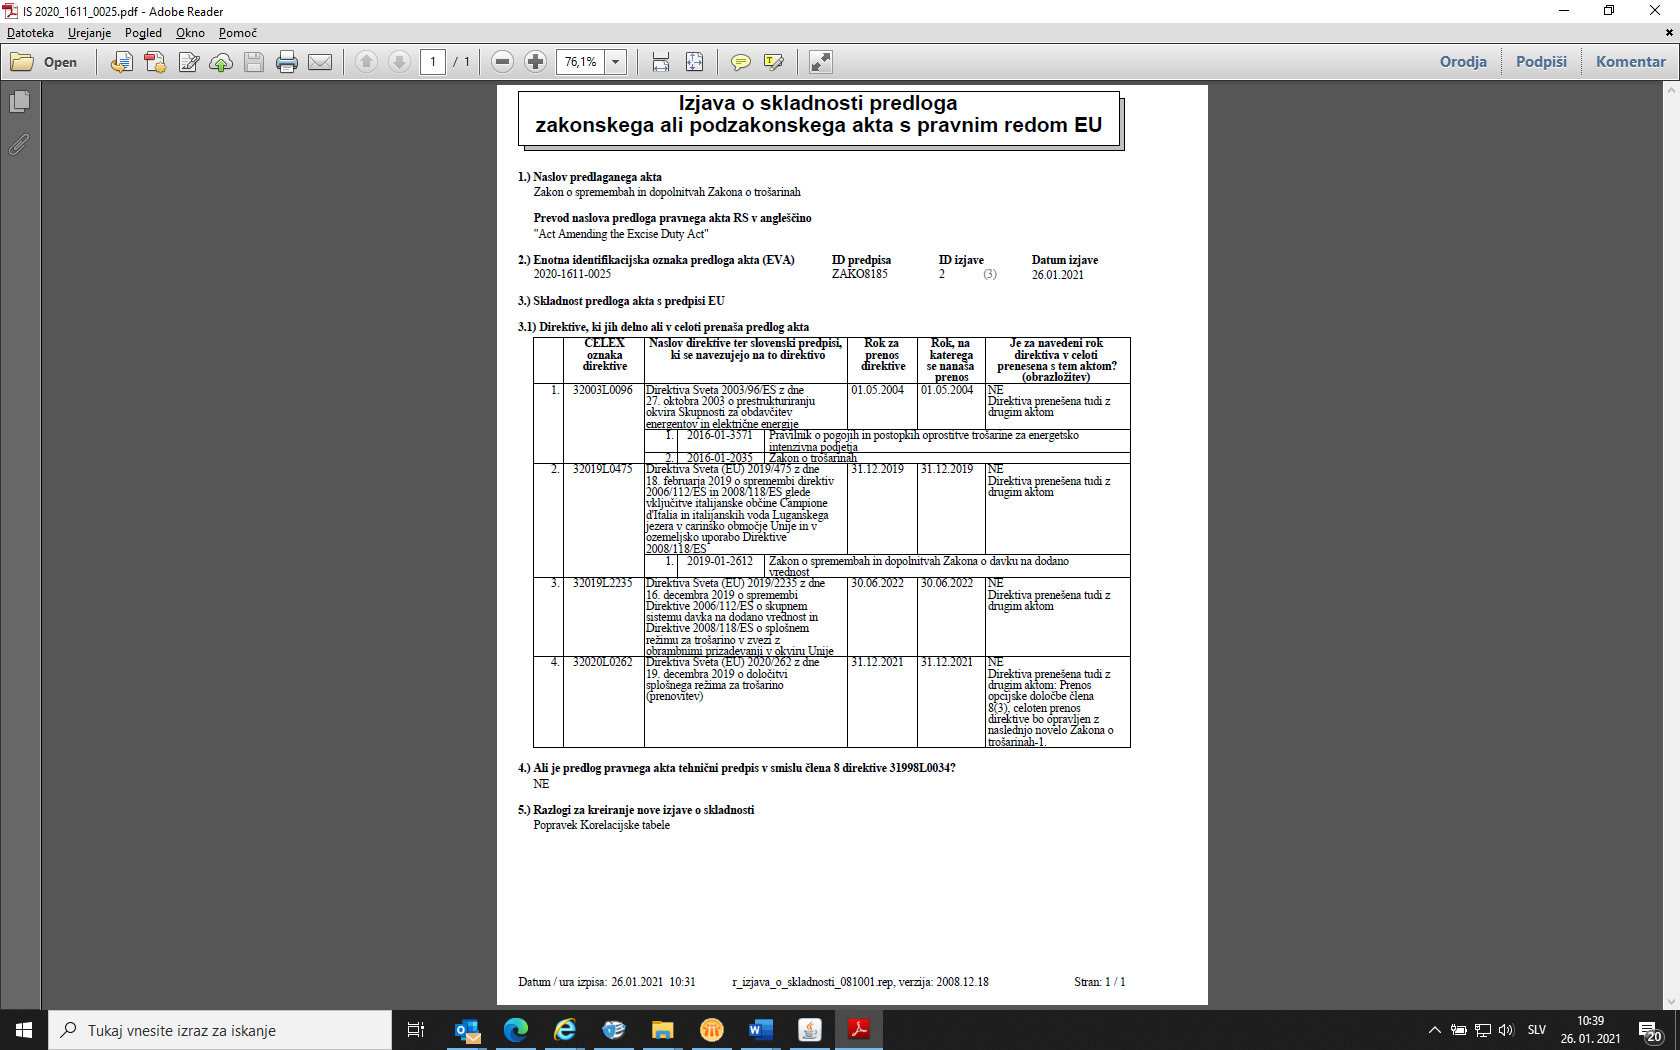 IS 2020_1611_0025.pdf - Adobe Reader
Datoteka Urejanje Pogled Okno Pomoč
Open 1 / 1 76,1% Orodja Podpiši Komentar
Izjava o skladnosti predloga
zakonskega ali podzakonskega akta s pravnim redom EU
1.) Naslov predlaganega akta
Zakon o spremembah in dopolnitvah Zakona o trošarinah
Prevod naslova predloga pravnega akta RS v angleščino
"Act Amending the Excise Duty Act"
2.) Enotna identifikacijska oznaka predloga akta (EVA) ID predpisa ID izjave Datum izjave
2020-1611-0025 ZAKO8185 2 (3) 26.01.2021
3.) Skladnost predloga akta s predpisi EU
3.1) Direktive, ki jih delno ali v celoti prenaša predlog akta
CELEX
oznaka
direktive
Naslov direktive ter slovenski predpisi,
ki se navezujejo na to direktivo
Rok za
prenos
direktive
Rok, na
katerega
se nanaša
prenos
Je za navedeni rok
direktiva v celoti
prenesena s tem aktom?
(obrazložitev)
1. 32003L0096
Direktiva Sveta 2003/96/ES z dne
27. oktobra 2003 o prestrukturiranju
okvira Skupnosti za obdavčitev
energentov in električne energije
01.05.2004 01.05.2004
NE
Direktiva prenešena tudi z
drugim aktom
1. 2016-01-3571 Pravilnik o pogojih in postopkih oprostitve trošarine za energetsko
intenzivna podjetja
2. 2016-01-2035 Zakon o trošarinah
2. 32019L0475
Direktiva Sveta (EU) 2019/475 z dne
18. februarja 2019 o spremembi direktiv
2006/112/ES in 2008/118/ES glede
vključitve italijanske občine Campione
d'Italia in italijanskih voda Luganskega
jezera v carinsko območje Unije in v
ozemeljsko uporabo Direktive
2008/118/ES
31.12.2019 31.12.2019
NE
Direktiva prenešena tudi z
drugim aktom
1. 2019-01-2612 Zakon o spremembah in dopolnitvah Zakona o davku na dodano
vrednost
3. 32019L2235
Direktiva Sveta (EU) 2019/2235 z dne
16. decembra 2019 o spremembi
Direktive 2006/112/ES o skupnem
sistemu davka na dodano vrednost in
Direktive 2008/118/ES o splošnem
režimu za trošarino v zvezi z
obrambnimi prizadevanji v okviru Unije
30.06.2022 30.06.2022
NE
Direktiva prenešena tudi z
drugim aktom
4. 32020L0262
Direktiva Sveta (EU) 2020/262 z dne
19. decembra 2019 o določitvi
splošnega režima za trošarino
(prenovitev)
31.12.2021 31.12.2021
NE
Direktiva prenešena tudi z
drugim aktom: Prenos
opcijske določbe člena
8(3), celoten prenos
direktive bo opravljen z
naslednjo novelo Zakona o
trošarinah-1.
4.) Ali je predlog pravnega akta tehnični predpis v smislu člena 8 direktive 31998L0034?
NE
5.) Razlogi za kreiranje nove izjave o skladnosti
Popravek Korelacijske tabele
Datum / ura izpisa: 26.01.2021 10:31 r_izjava_o_skladnosti_081001.rep, verzija: 2008.12.18 Stran: 1 / 1
Tukaj vnesite izraz za iskanje
SLV
10:39
26. 01. 2021
20